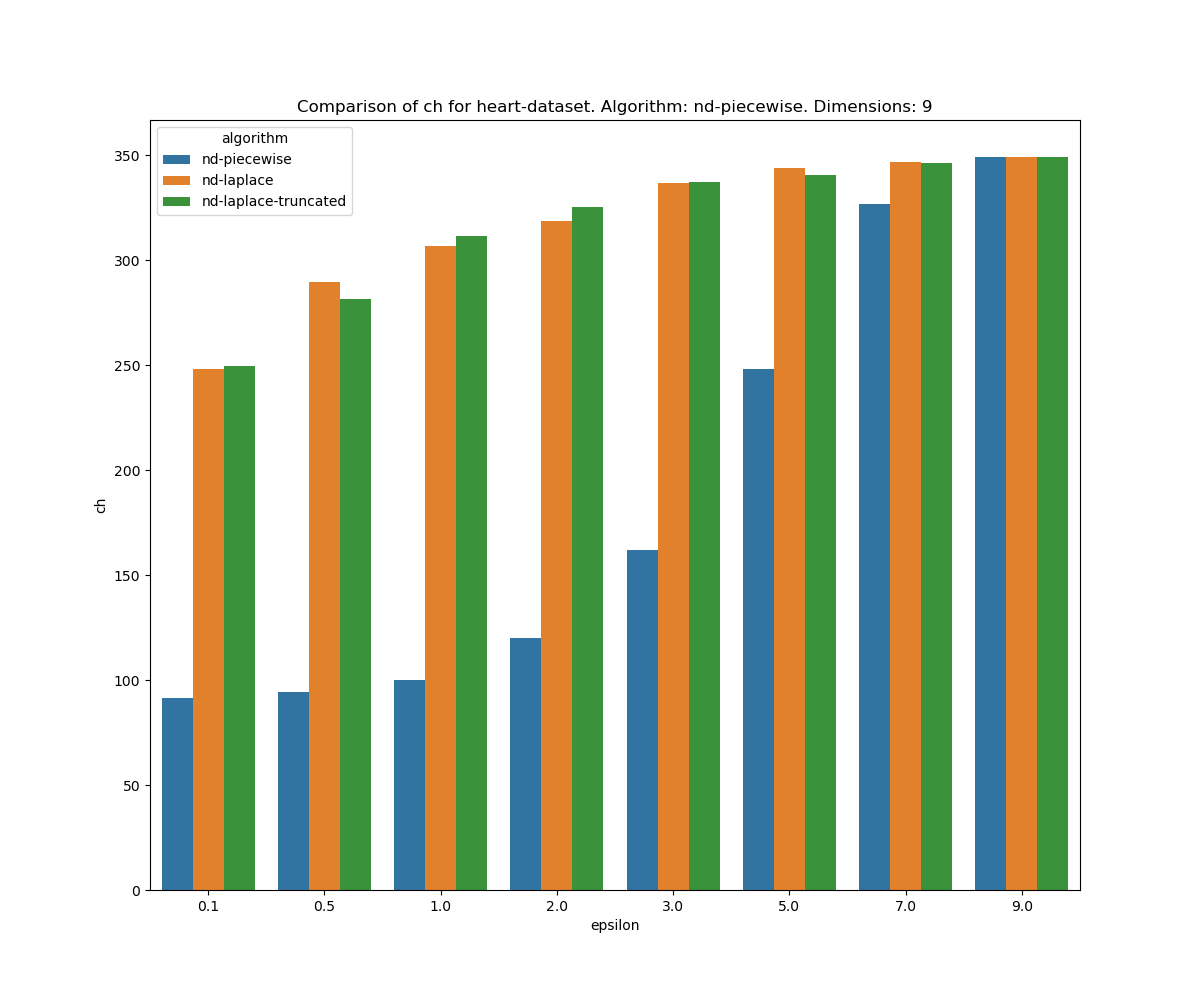 Comparison of ch for heart-dataset. Algorithm: nd-piecewise. Dimensions: 9
algorithm
nd-piecewise
nd-laplace
nd-laplace-truncated
350
300
250
200
150
100
50
0
ch
0.1 0.5 1.0 2.0 3.0 5.0 7.0 9.0
epsilon